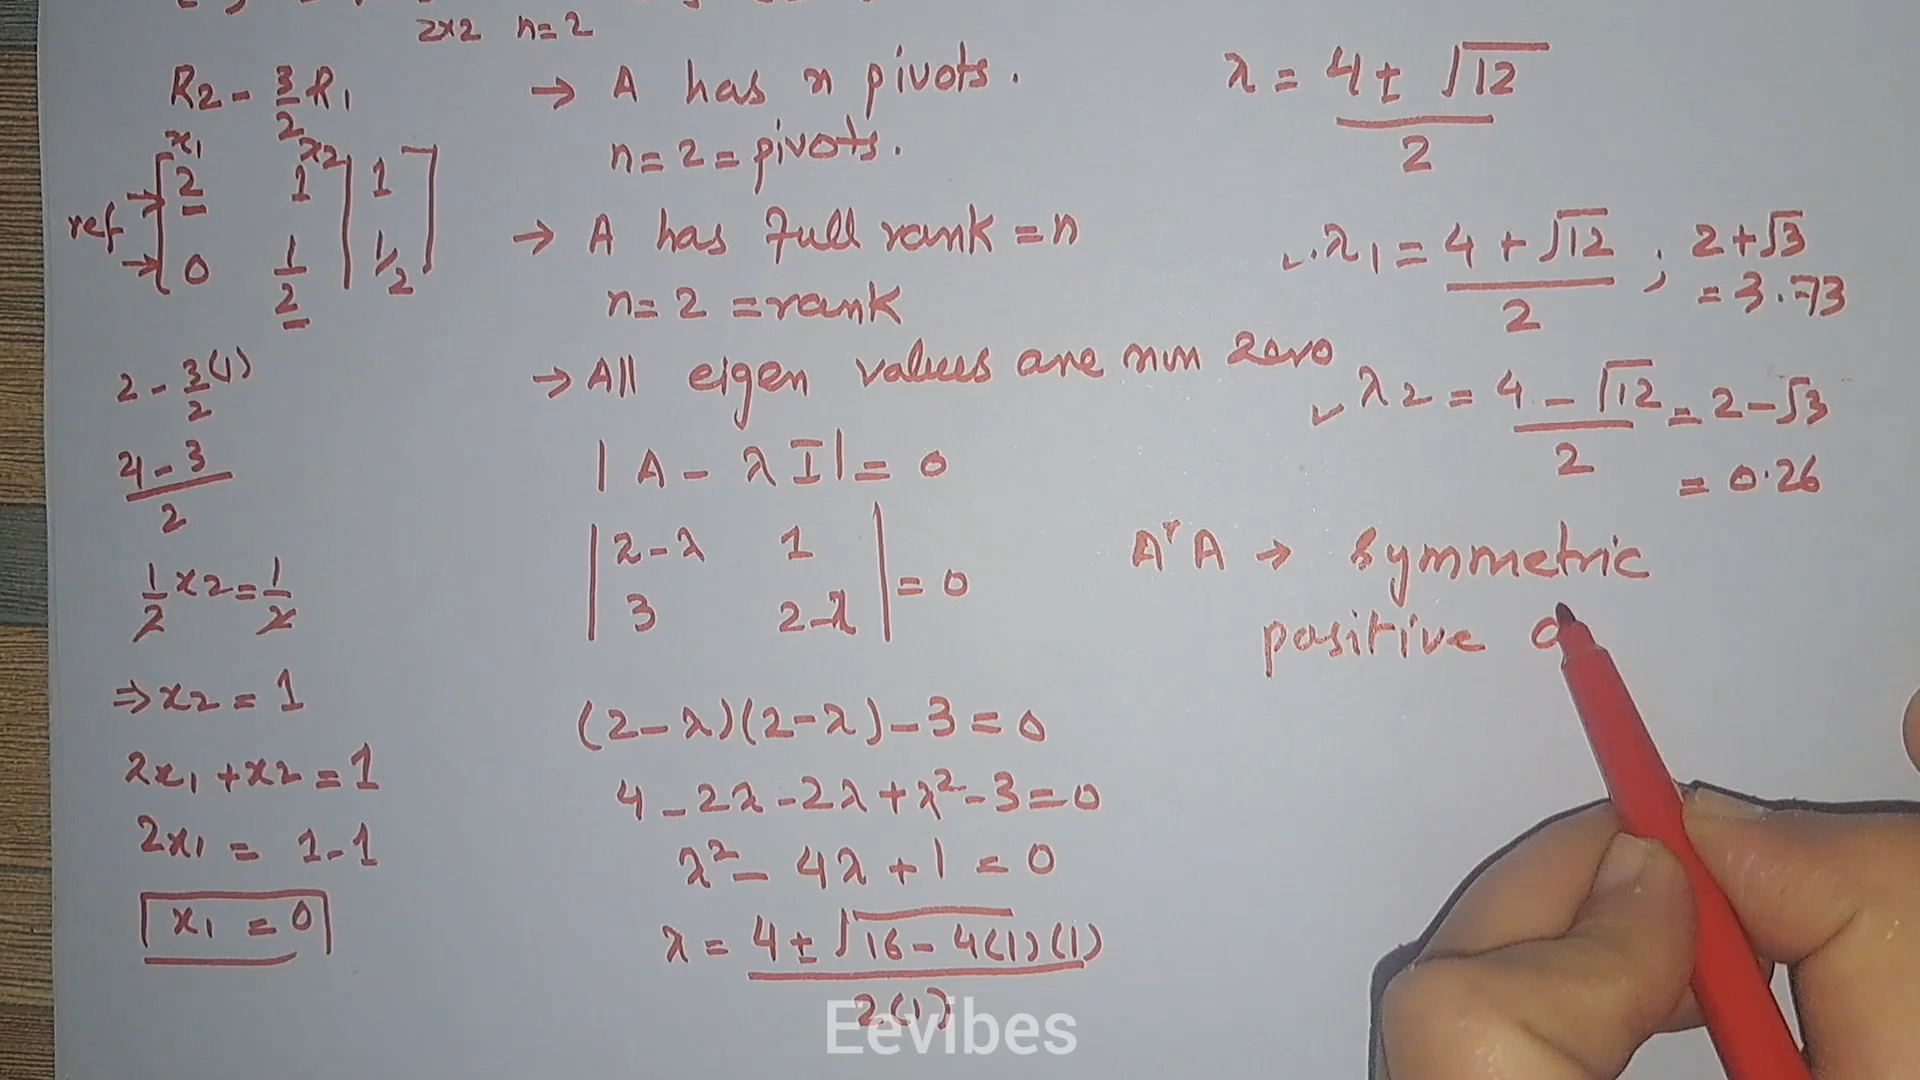 2x2 n=2
R2 - 3/2 R1
x1 x2
ref [ 2 1 | 1 ]
[ 0 1/2 | 1/2 ]
2 - 3/2 (1)
4-3
2
1/2 x2 = 1/2
⇒ x2 = 1
2x1 + x2 = 1
2x1 = 1-1
x1 = 0
→ A has n pivots.
n = 2 = pivots.
→ A has full rank = n
n = 2 = rank
→ All eigen values are non zero
|A - λI| = 0
| 2-λ 1 |
| 3 2-λ | = 0
(2-λ)(2-λ) - 3 = 0
4 - 2λ - 2λ + λ² - 3 = 0
λ² - 4λ + 1 = 0
λ = 4 ± √16 - 4(1)(1)
2(1)
λ = 4 ± √12
2
✓ λ1 = 4 + √12 / 2 ; 2+√3
= 3.73
✓ λ2 = 4 - √12 / 2 = 2-√3
= 0.26
AᵀA → symmetric
positive
Eevibes